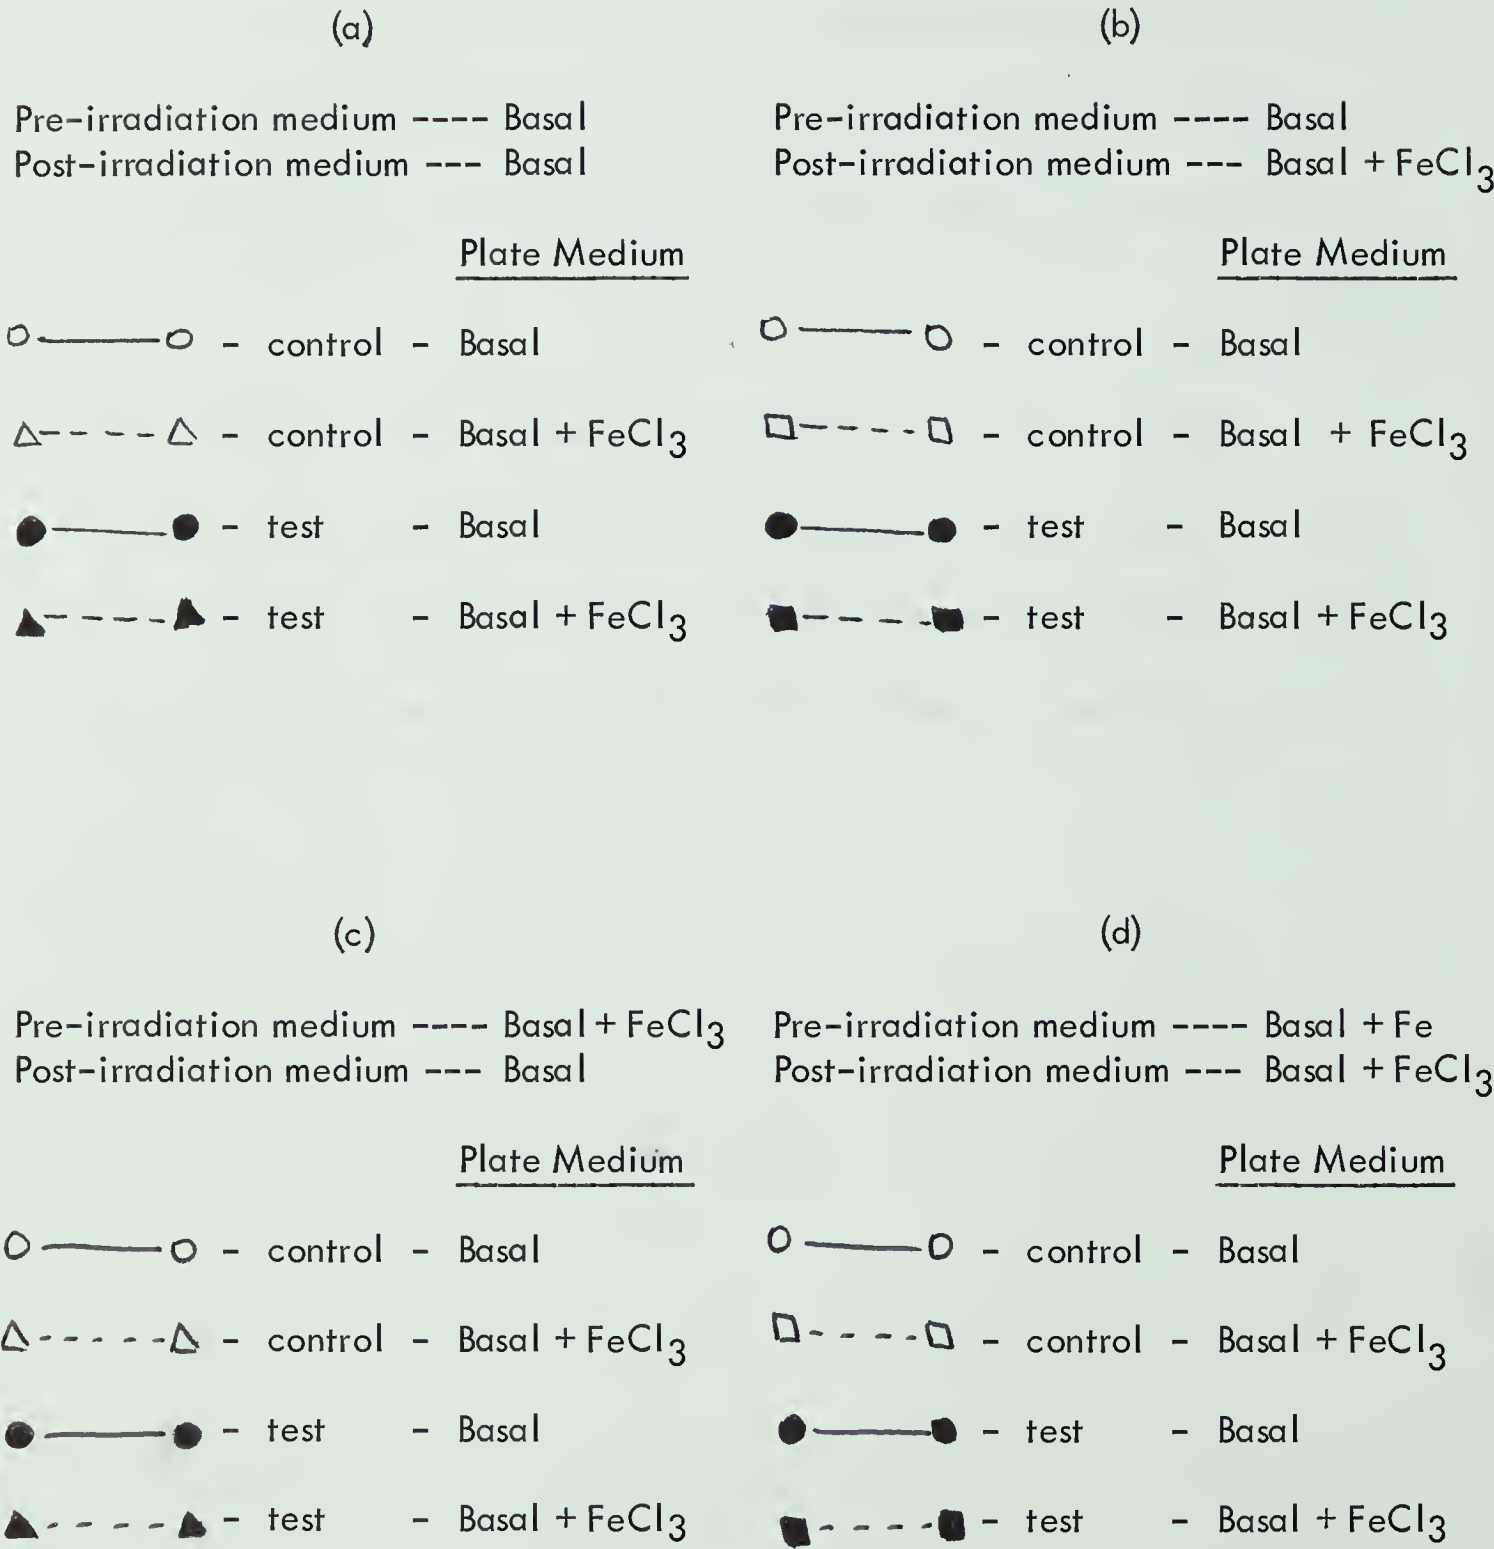 (a)
Pre-irradiation medium ---- Basal
Post-irradiation medium --- Basal
Plate Medium
- control - Basal
- control - Basal + FeCl3
- test - Basal
- test - Basal + FeCl3
(b)
Pre-irradiation medium ---- Basal
Post-irradiation medium --- Basal + FeCl3
Plate Medium
- control - Basal
- control - Basal + FeCl3
- test - Basal
- test - Basal + FeCl3
(c)
Pre-irradiation medium ---- Basal + FeCl3
Post-irradiation medium --- Basal
Plate Medium
- control - Basal
- control - Basal + FeCl3
- test - Basal
- test - Basal + FeCl3
(d)
Pre-irradiation medium ---- Basal + Fe
Post-irradiation medium --- Basal + FeCl3
Plate Medium
- control - Basal
- control - Basal + FeCl3
- test - Basal
- test - Basal + FeCl3